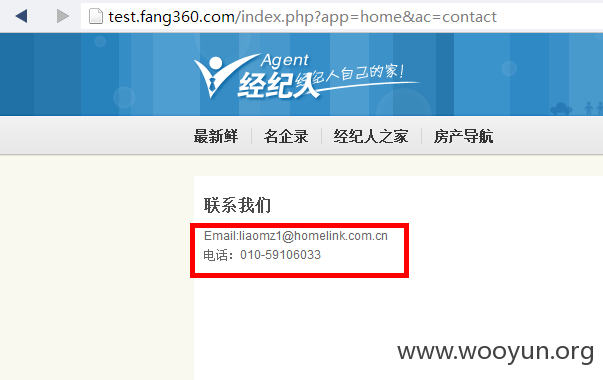 test.fang360.com/index.php?app=home&ac=contact
Agent
经纪人
经纪人自己的家!
最新鲜 名企录 经纪人之家 房产导航
联系我们
Email:liaomz1@homelink.com.cn
电话：010-59106033
www.wooyun.org